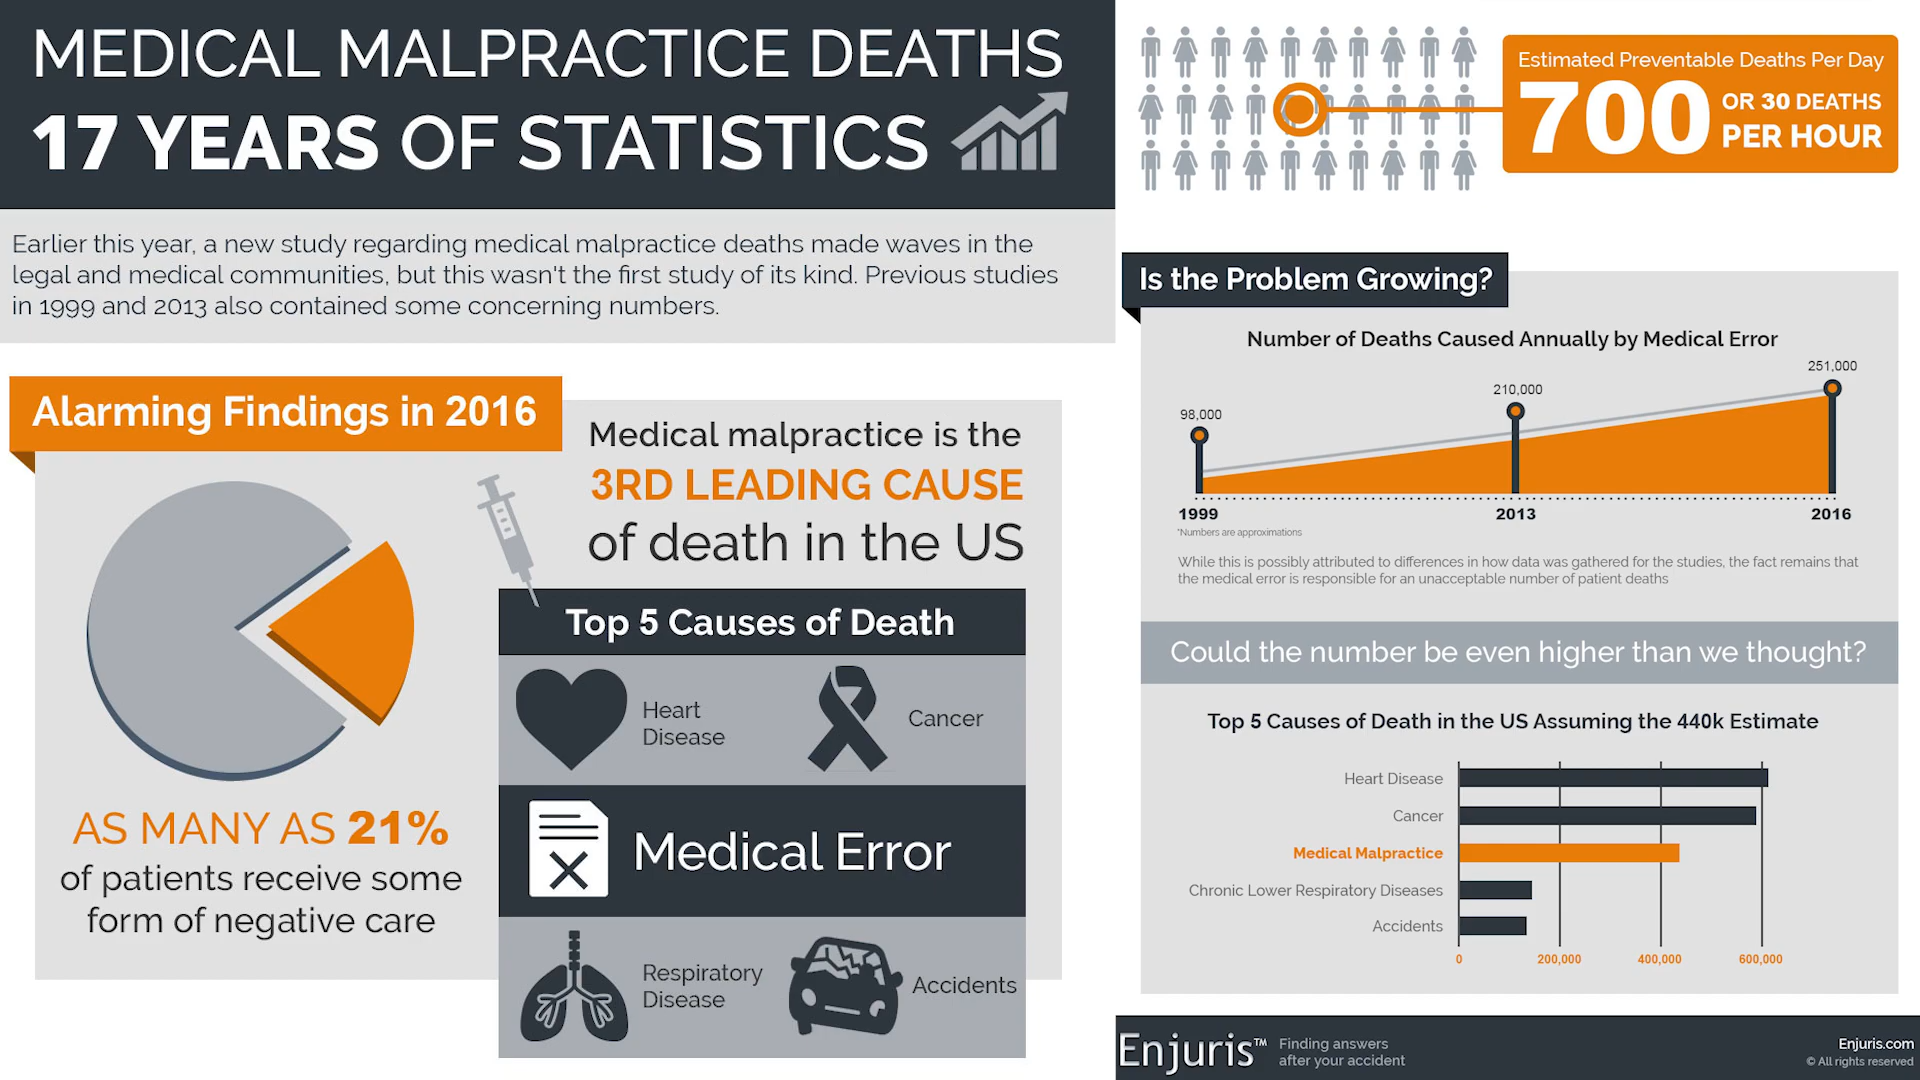 MEDICAL MALPRACTICE DEATHS
17 YEARS OF STATISTICS
Earlier this year, a new study regarding medical malpractice deaths made waves in the
legal and medical communities, but this wasn't the first study of its kind. Previous studies
in 1999 and 2013 also contained some concerning numbers.
Alarming Findings in 2016
AS MANY AS 21%
of patients receive some
form of negative care
Medical malpractice is the
3RD LEADING CAUSE
of death in the US
Top 5 Causes of Death
Heart
Disease
Cancer
Medical Error
Respiratory
Disease
Accidents
Estimated Preventable Deaths Per Day
700
OR 30 DEATHS
PER HOUR
Is the Problem Growing?
Number of Deaths Caused Annually by Medical Error
98,000
210,000
251,000
1999
2013
2016
*Numbers are approximations
While this is possibly attributed to differences in how data was gathered for the studies, the fact remains that
the medical error is responsible for an unacceptable number of patient deaths
Could the number be even higher than we thought?
Top 5 Causes of Death in the US Assuming the 440k Estimate
Heart Disease
Cancer
Medical Malpractice
Chronic Lower Respiratory Diseases
Accidents
0
200,000
400,000
600,000
Enjuris™
Finding answers
after your accident
Enjuris.com
© All rights reserved